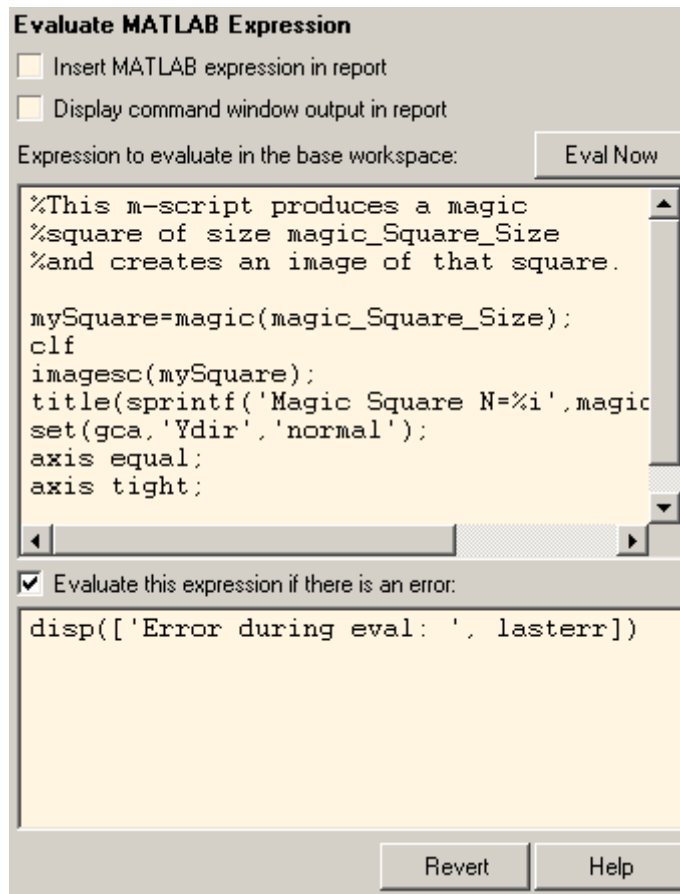 Evaluate MATLAB Expression
Insert MATLAB expression in report
Display command window output in report
Expression to evaluate in the base workspace: Eval Now
%This m-script produces a magic
%square of size magic_Square_Size
%and creates an image of that square.
mySquare=magic(magic_Square_Size);
clf
imagesc(mySquare);
title(sprintf('Magic Square N=%i',magic
set(gca,'Ydir','normal');
axis equal;
axis tight;
Evaluate this expression if there is an error:
disp(['Error during eval: ', lasterr])
Revert Help